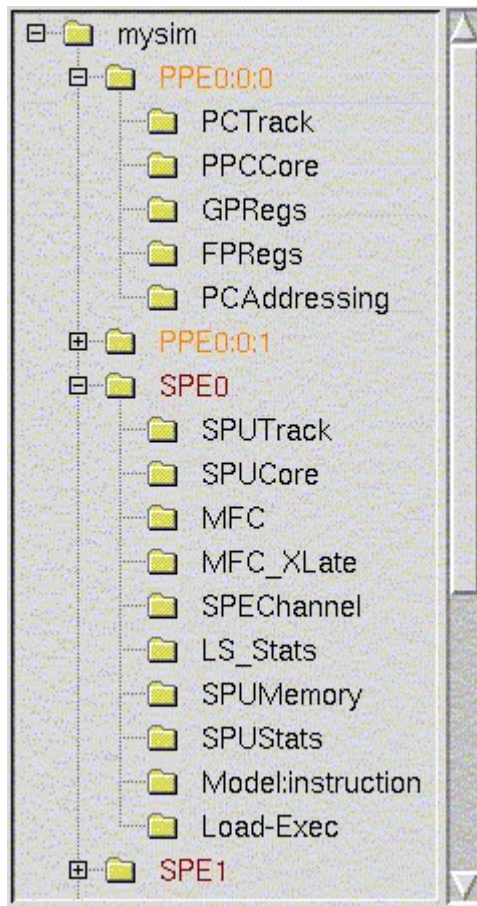 mysim
PPE0:0:0
PCTrack
PPCCore
GPRegs
FPRegs
PCAddressing
PPE0:0:1
SPE0
SPUTrack
SPUCore
MFC
MFC_XLate
SPEChannel
LS_Stats
SPUMemory
SPUStats
Model:instruction
Load-Exec
SPE1